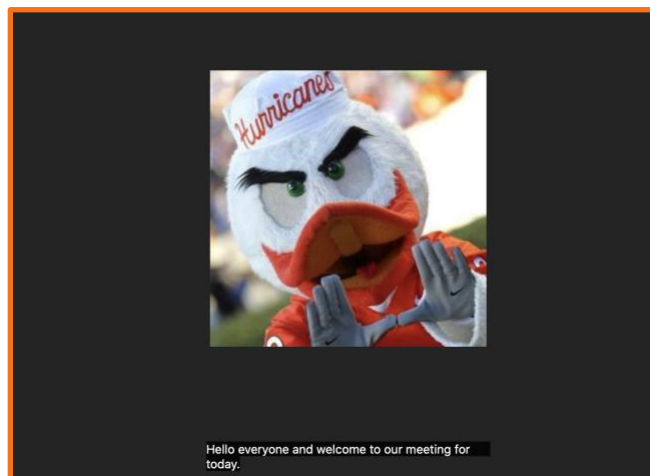 Hurricanes
Hello everyone and welcome to our meeting for
today.